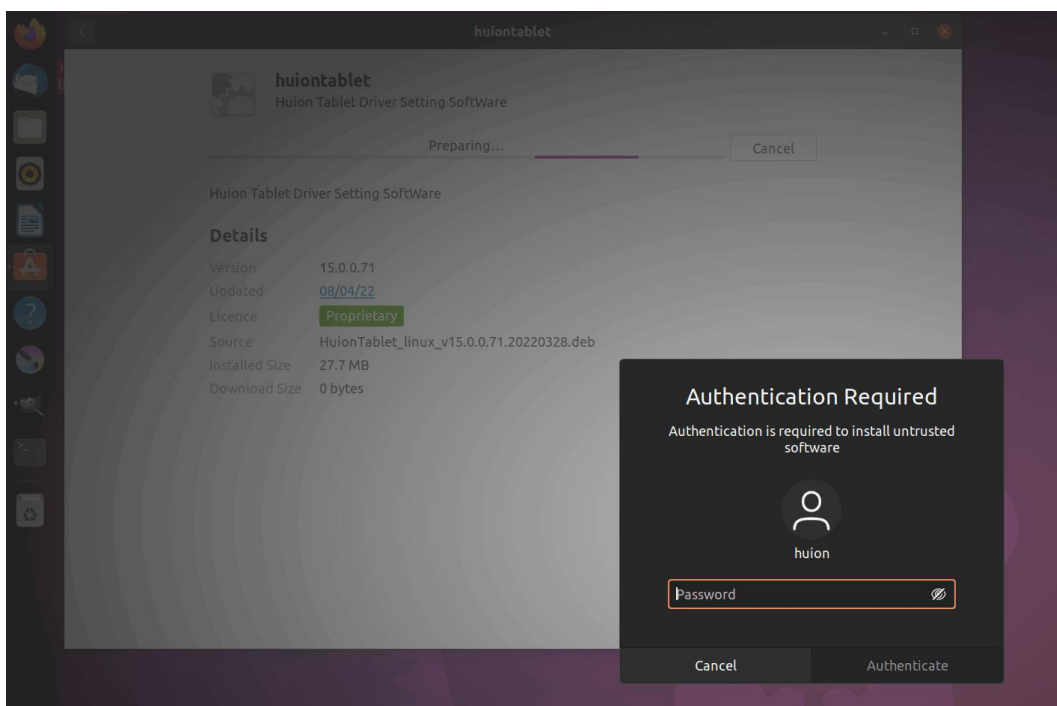 huiontablet
huiontablet
Huion Tablet Driver Setting SoftWare
Preparing...
Cancel
Huion Tablet Driver Setting SoftWare
Details
Version 15.0.0.71
Updated 08/04/22
Licence Proprietary
Source HuionTablet_linux_v15.0.0.71.20220328.deb
Installed Size 27.7 MB
Download Size 0 bytes
Authentication Required
Authentication is required to install untrusted
software
huion
Password
Cancel
Authenticate